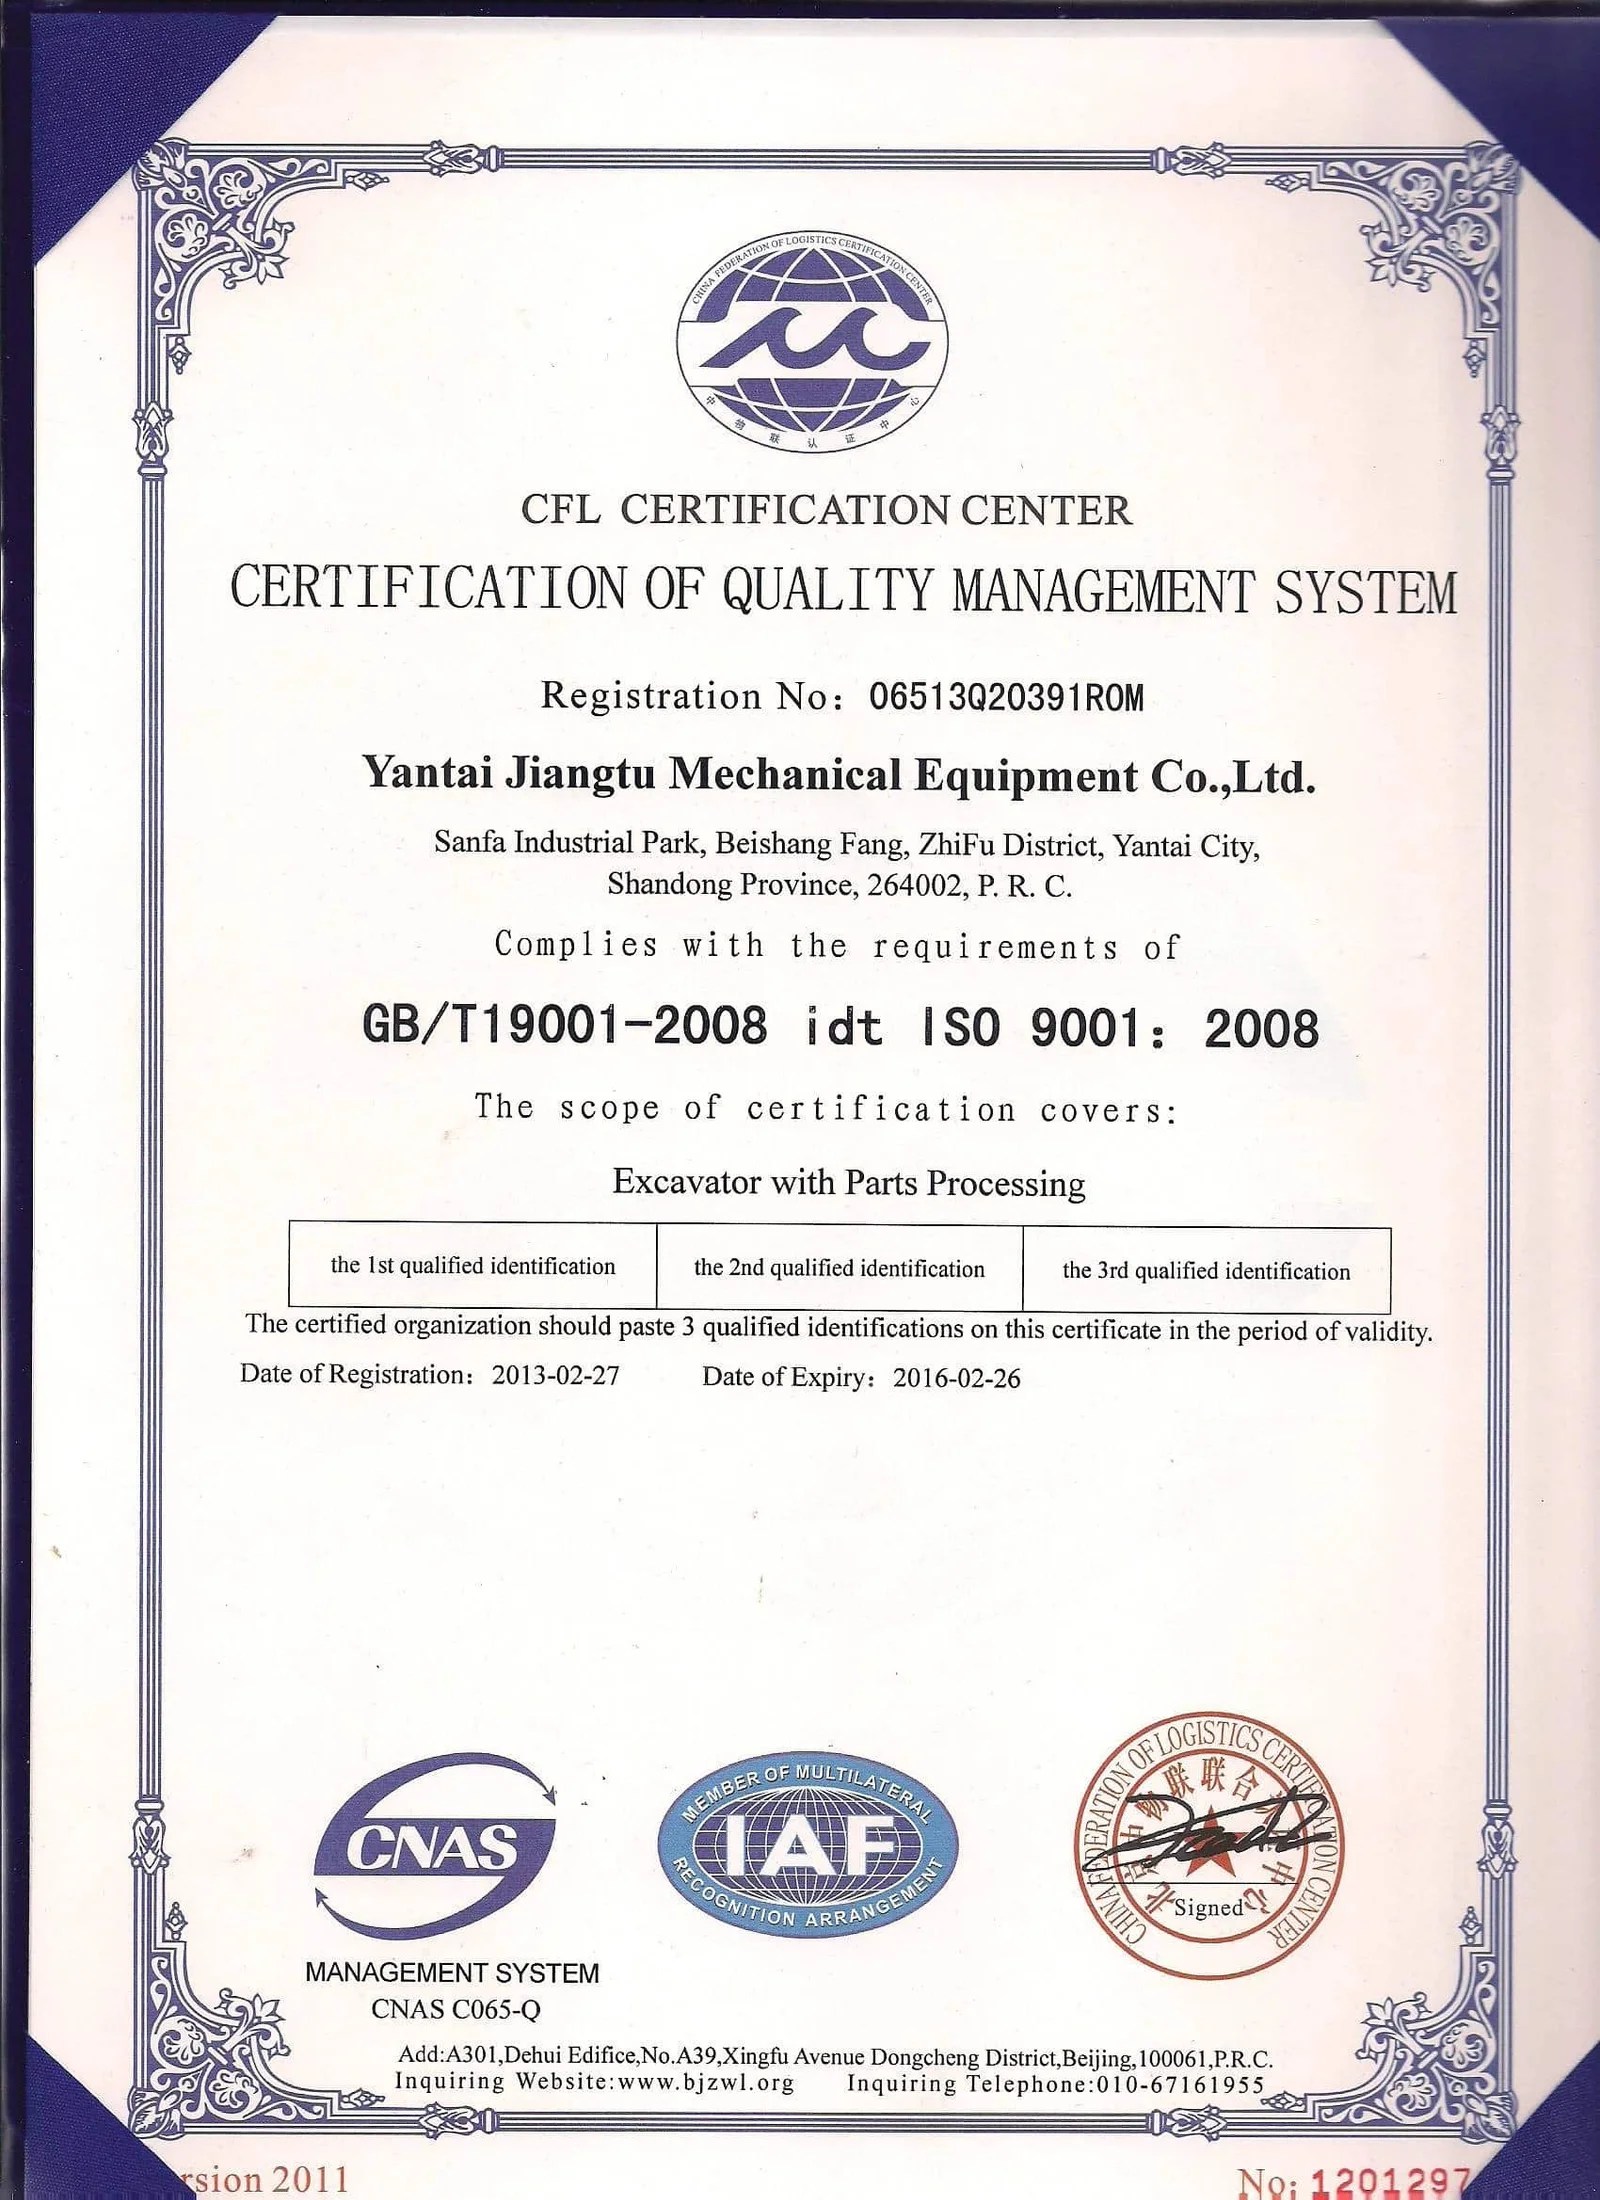 CHINA FEDERATION OF LOGISTICS CERTIFICATION CENTER
中物联认证中心
CFL CERTIFICATION CENTER
CERTIFICATION OF QUALITY MANAGEMENT SYSTEM
Registration No: 06513Q20391ROM
Yantai Jiangtu Mechanical Equipment Co.,Ltd.
Sanfa Industrial Park, Beishang Fang, ZhiFu District, Yantai City,
Shandong Province, 264002, P. R. C.
Complies with the requirements of
GB/T19001-2008 idt ISO 9001: 2008
The scope of certification covers:
Excavator with Parts Processing
the 1st qualified identification the 2nd qualified identification the 3rd qualified identification
The certified organization should paste 3 qualified identifications on this certificate in the period of validity.
Date of Registration: 2013-02-27 Date of Expiry: 2016-02-26
CNAS
MANAGEMENT SYSTEM
CNAS C065-Q
MEMBER OF MULTILATERAL
IAF
RECOGNITION ARRANGEMENT
CHINA FEDERATION OF LOGISTICS CERTIFICATION CENTER
Signed
Add:A301,Dehui Edifice,No.A39,Xingfu Avenue Dongcheng District,Beijing,100061,P.R.C.
Inquiring Website:www.bjzwl.org Inquiring Telephone:010-67161955
rsion 2011
No: 1201297